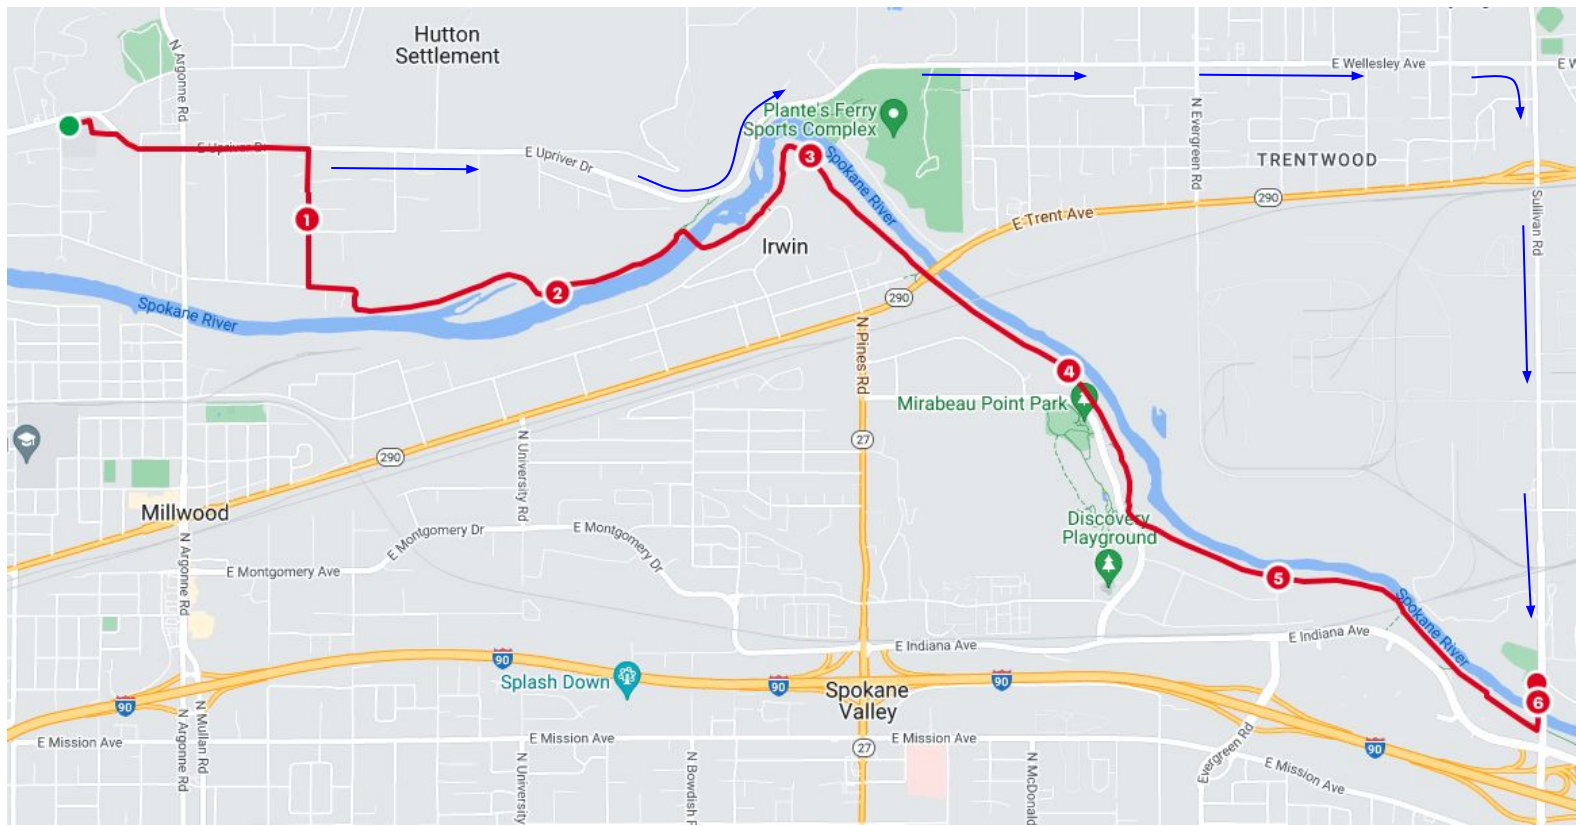 Hutton
Settlement
N Argonne Rd
E Wellesley Ave
E W
Plante's Ferry
Sports Complex
N Evergreen Rd
TRENTWOOD
E Upriver Dr
E Upriver Dr
3
Spokane River
290
Sullivan Rd
1
E Trent Ave
Irwin
2
290
Spokane River
N Pines Rd
4
Mirabeau Point Park
27
N University Rd
290
Millwood
E Montgomery Dr
E Montgomery Dr
Discovery
Playground
N Argonne Rd
E Montgomery Ave
5
Spokane River
E Indiana Ave
E Indiana Ave
90
Splash Down
90
90
Spokane
Valley
6
90
N Argonne Rd
N Mullan Rd
E Mission Ave
E Mission Ave
27
E Mission Ave
90
Evergreen Rd
E Mission Ave
N University
N Bowdish R
N McDonald